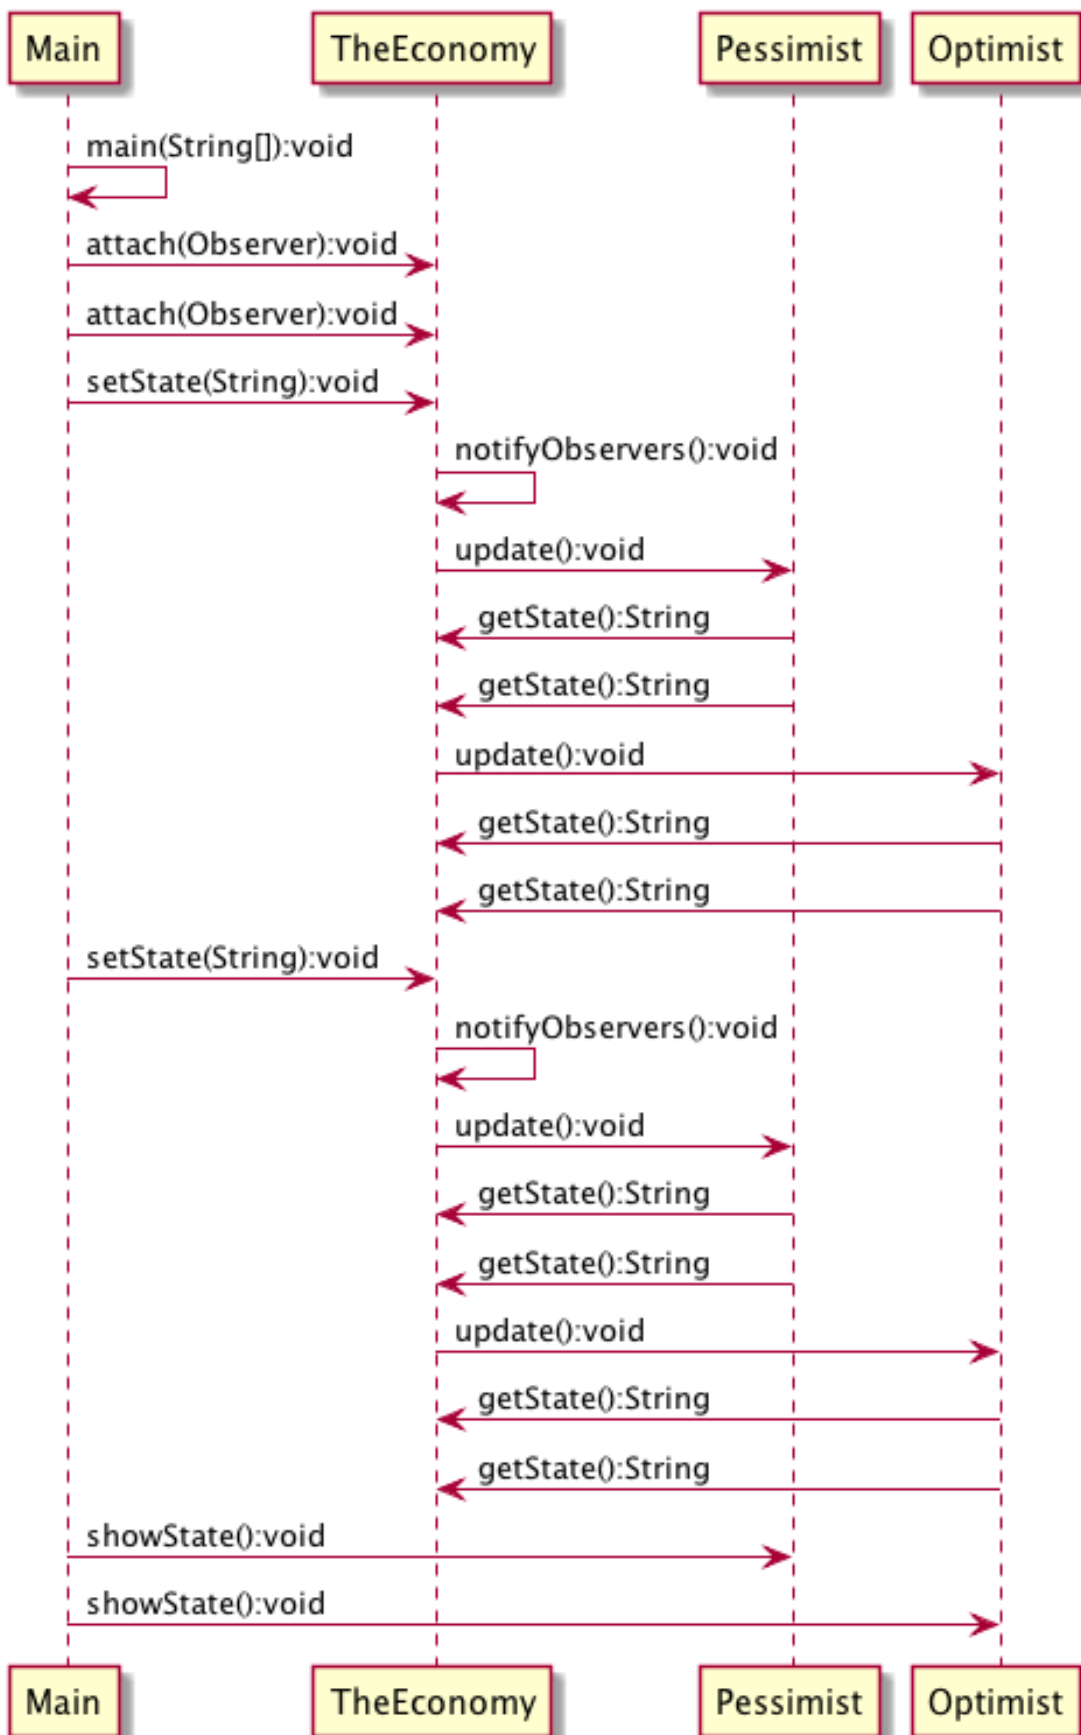 Main TheEconomy Pessimist Optimist
main(String[]):void
attach(Observer):void
attach(Observer):void
setState(String):void
notifyObservers():void
update():void
getState():String
getState():String
update():void
getState():String
getState():String
setState(String):void
notifyObservers():void
update():void
getState():String
getState():String
update():void
getState():String
getState():String
showState():void
showState():void
Main TheEconomy Pessimist Optimist